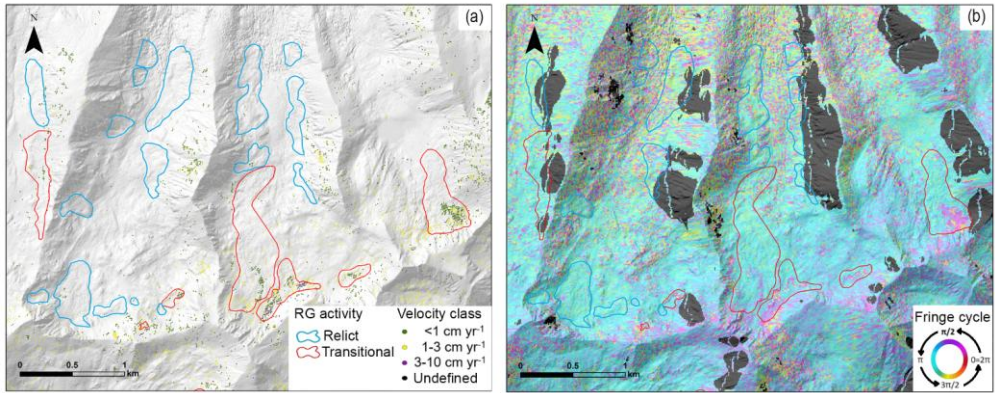 (a)
N
RG activity
Relict
Transitional
Velocity class
<1 cm yr⁻¹
1-3 cm yr⁻¹
3-10 cm yr⁻¹
Undefined
0 0.5 1
km
(b)
N
Fringe cycle
π/2
π
0=2π
3π/2
0 0.5 1
km